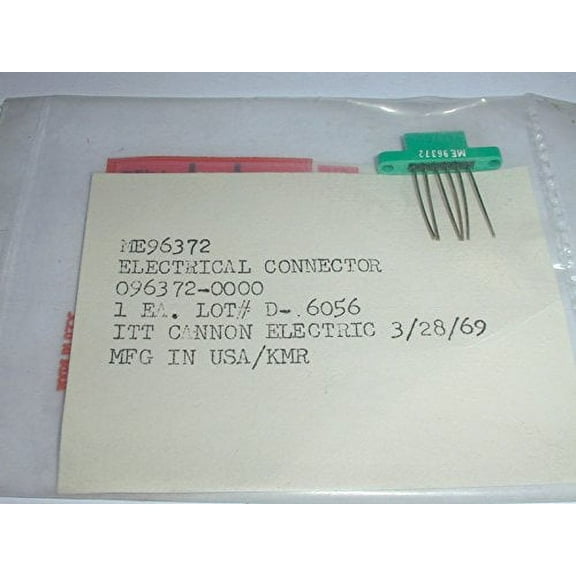 ME96372
ME96372
ELECTRICAL CONNECTOR
096372-0000
1 EA. LOT# D-.6056
ITT CANNON ELECTRIC 3/28/69
MFG IN USA/KMR